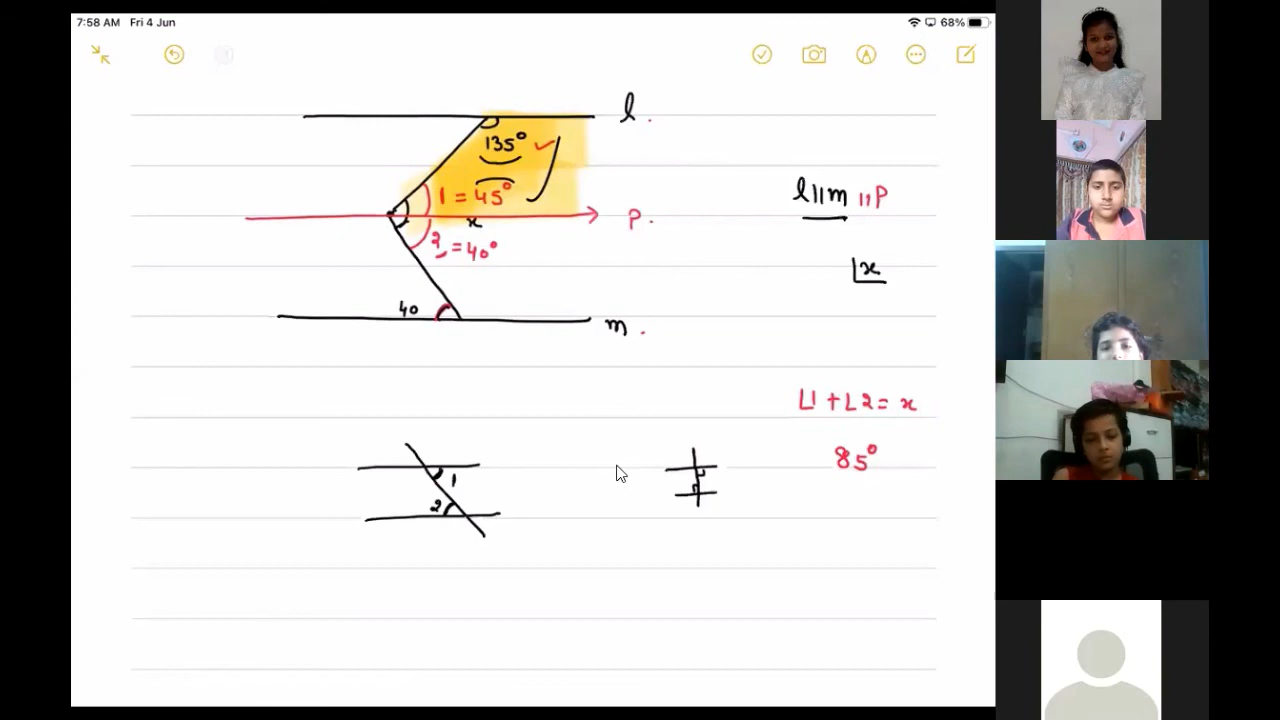 7:58 AM Fri 4 Jun
68%
l .
135° ✓
1 = 45°
l||m ||P
x
P .
2 = 40°
∟x
40
m .
∟1 + ∟2 = x
85°
1
2